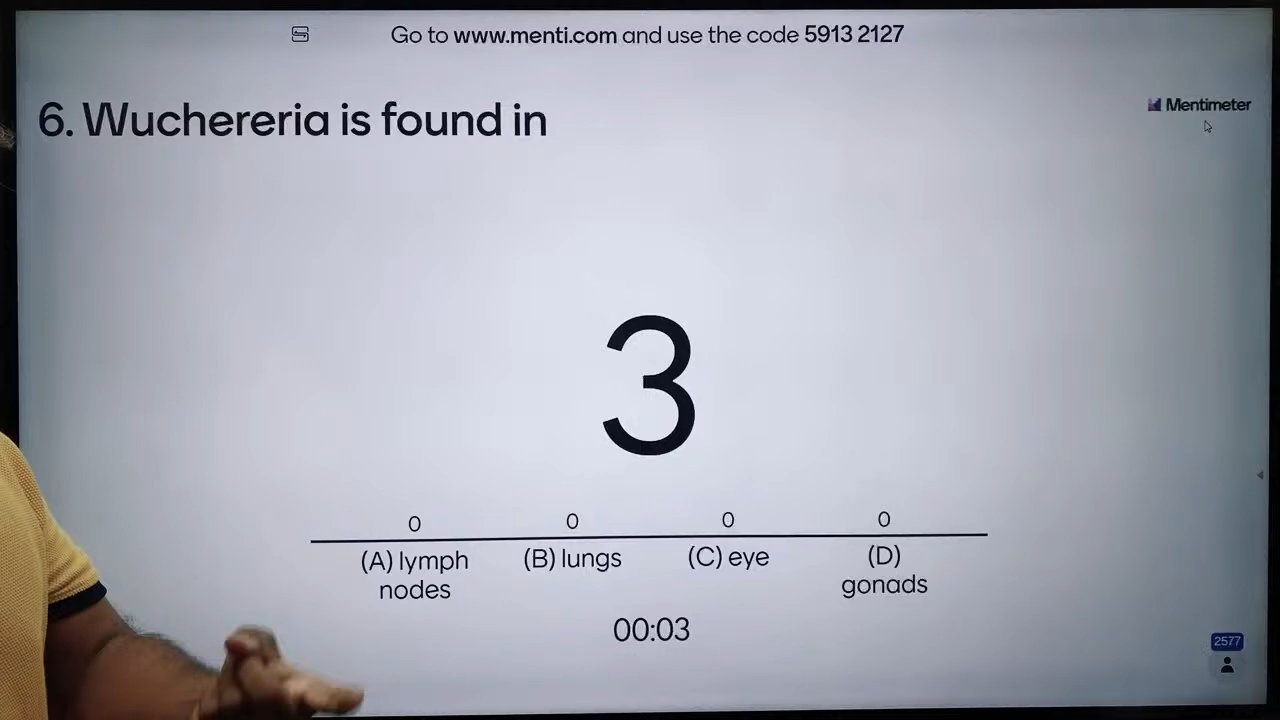 Go to www.menti.com and use the code 5913 2127
6. Wuchereria is found in
Mentimeter
3
0
0
0
0
(A) lymph
nodes
(B) lungs
(C) eye
(D)
gonads
00:03
2577